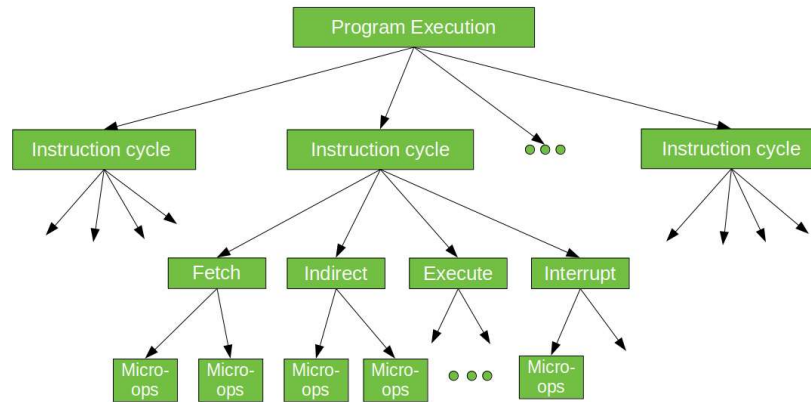 Program Execution
Instruction cycle
Instruction cycle
Instruction cycle
Fetch
Indirect
Execute
Interrupt
Micro-
ops
Micro-
ops
Micro-
ops
Micro-
ops
Micro-
ops